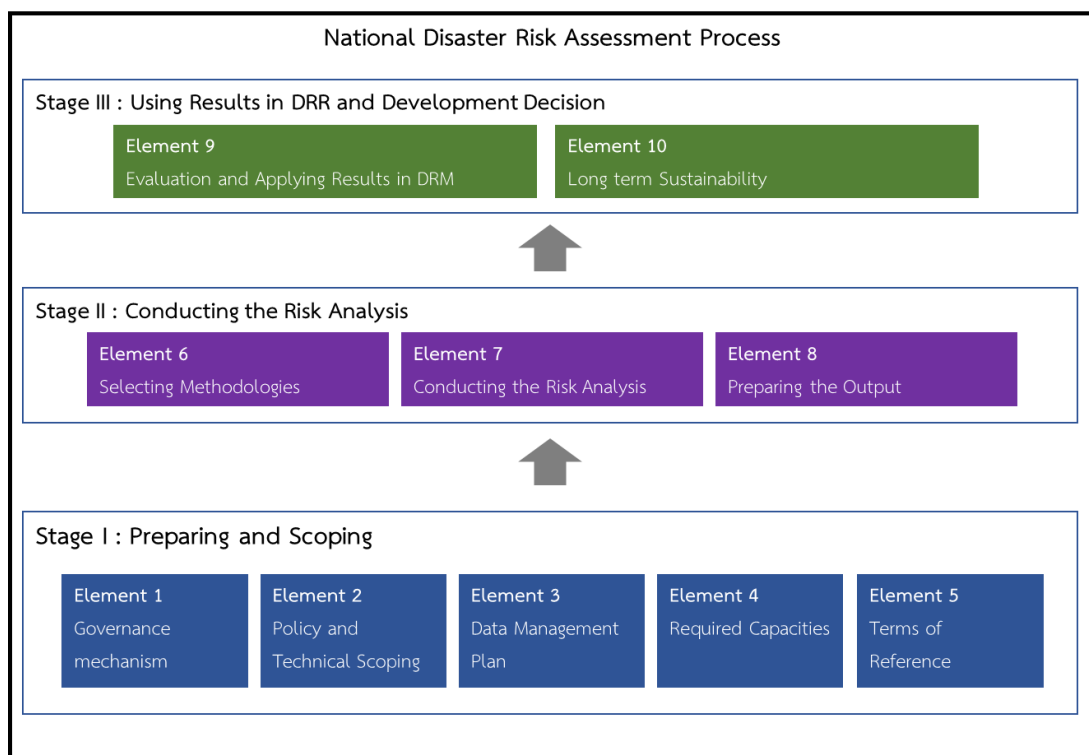 National Disaster Risk Assessment Process
Stage III : Using Results in DRR and Development Decision
Element 9
Evaluation and Applying Results in DRM
Element 10
Long term Sustainability
Stage II : Conducting the Risk Analysis
Element 6
Selecting Methodologies
Element 7
Conducting the Risk Analysis
Element 8
Preparing the Output
Stage I : Preparing and Scoping
Element 1
Governance
mechanism
Element 2
Policy and
Technical Scoping
Element 3
Data Management
Plan
Element 4
Required Capacities
Element 5
Terms of
Reference